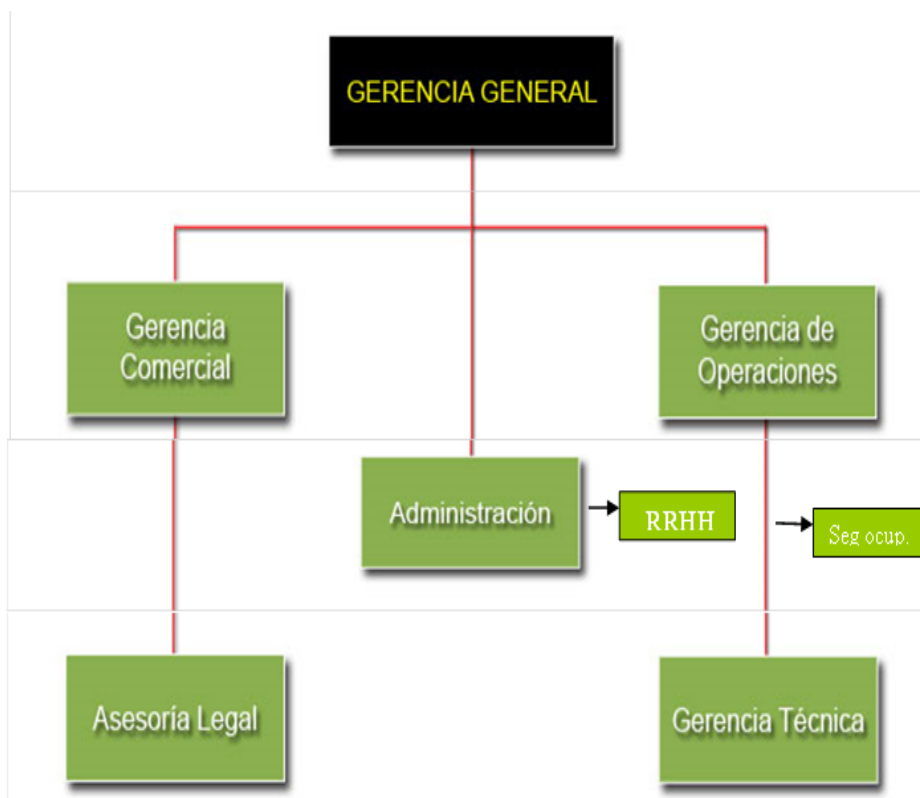 GERENCIA GENERAL
Gerencia
Comercial
Gerencia de
Operaciones
Administración
RRHH
Seg ocup.
Asesoría Legal
Gerencia Técnica